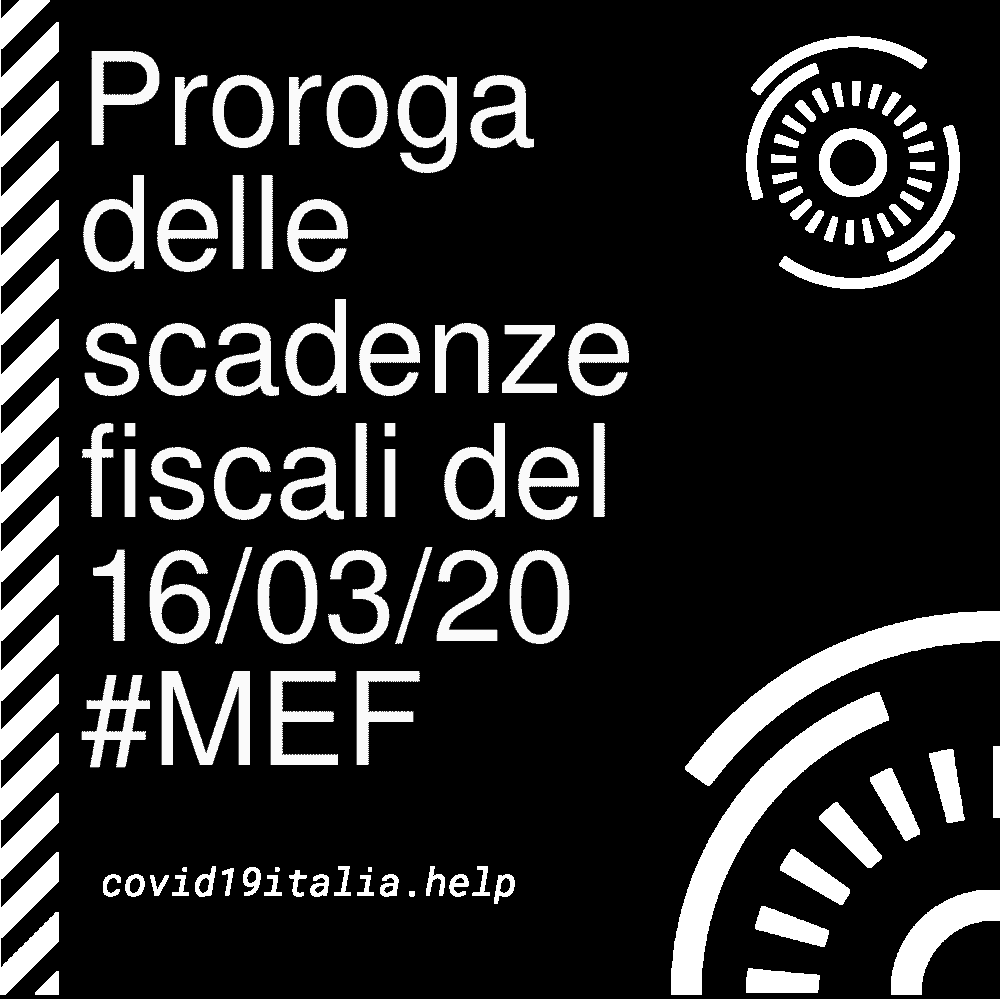 Proroga
delle
scadenze
fiscali del
16/03/20
#MEF
covid19italia.help